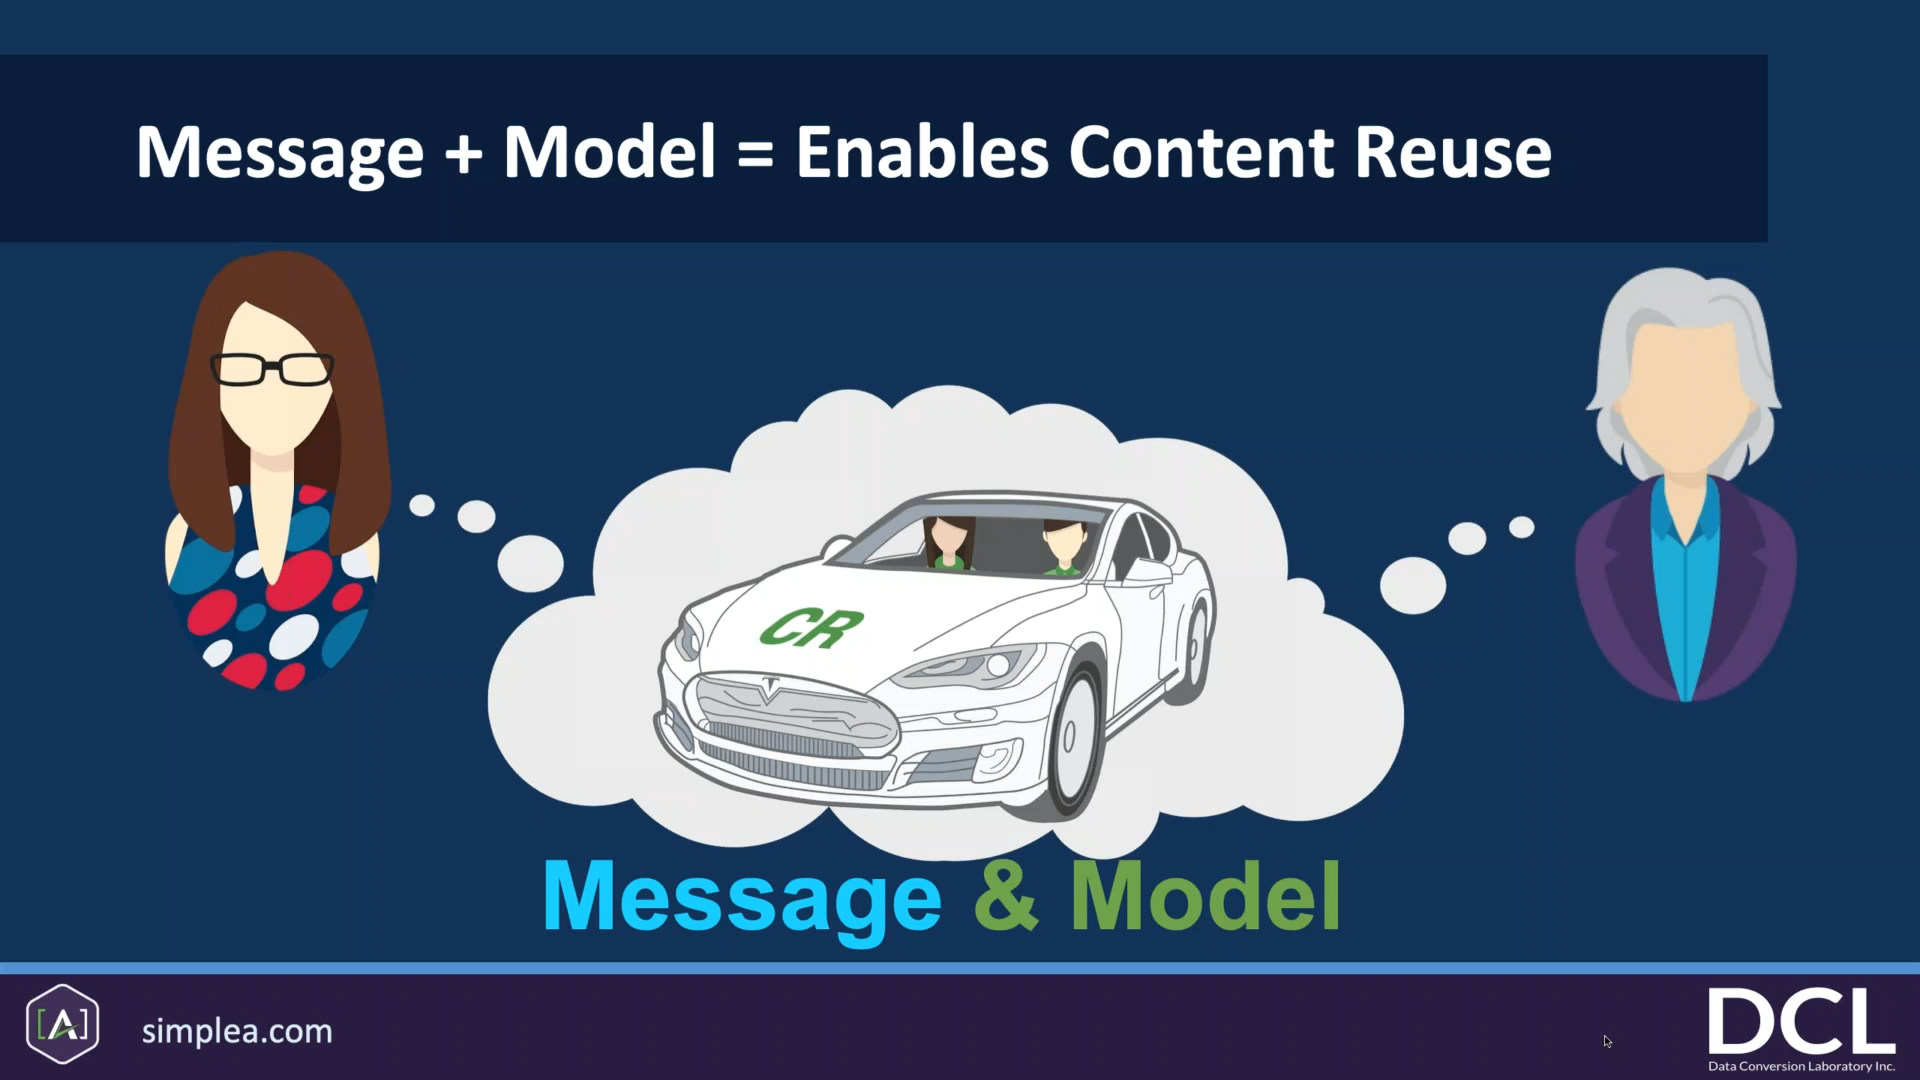 Message + Model = Enables Content Reuse
CR
Message & Model
[A]
simplea.com
DCL
Data Conversion Laboratory Inc.